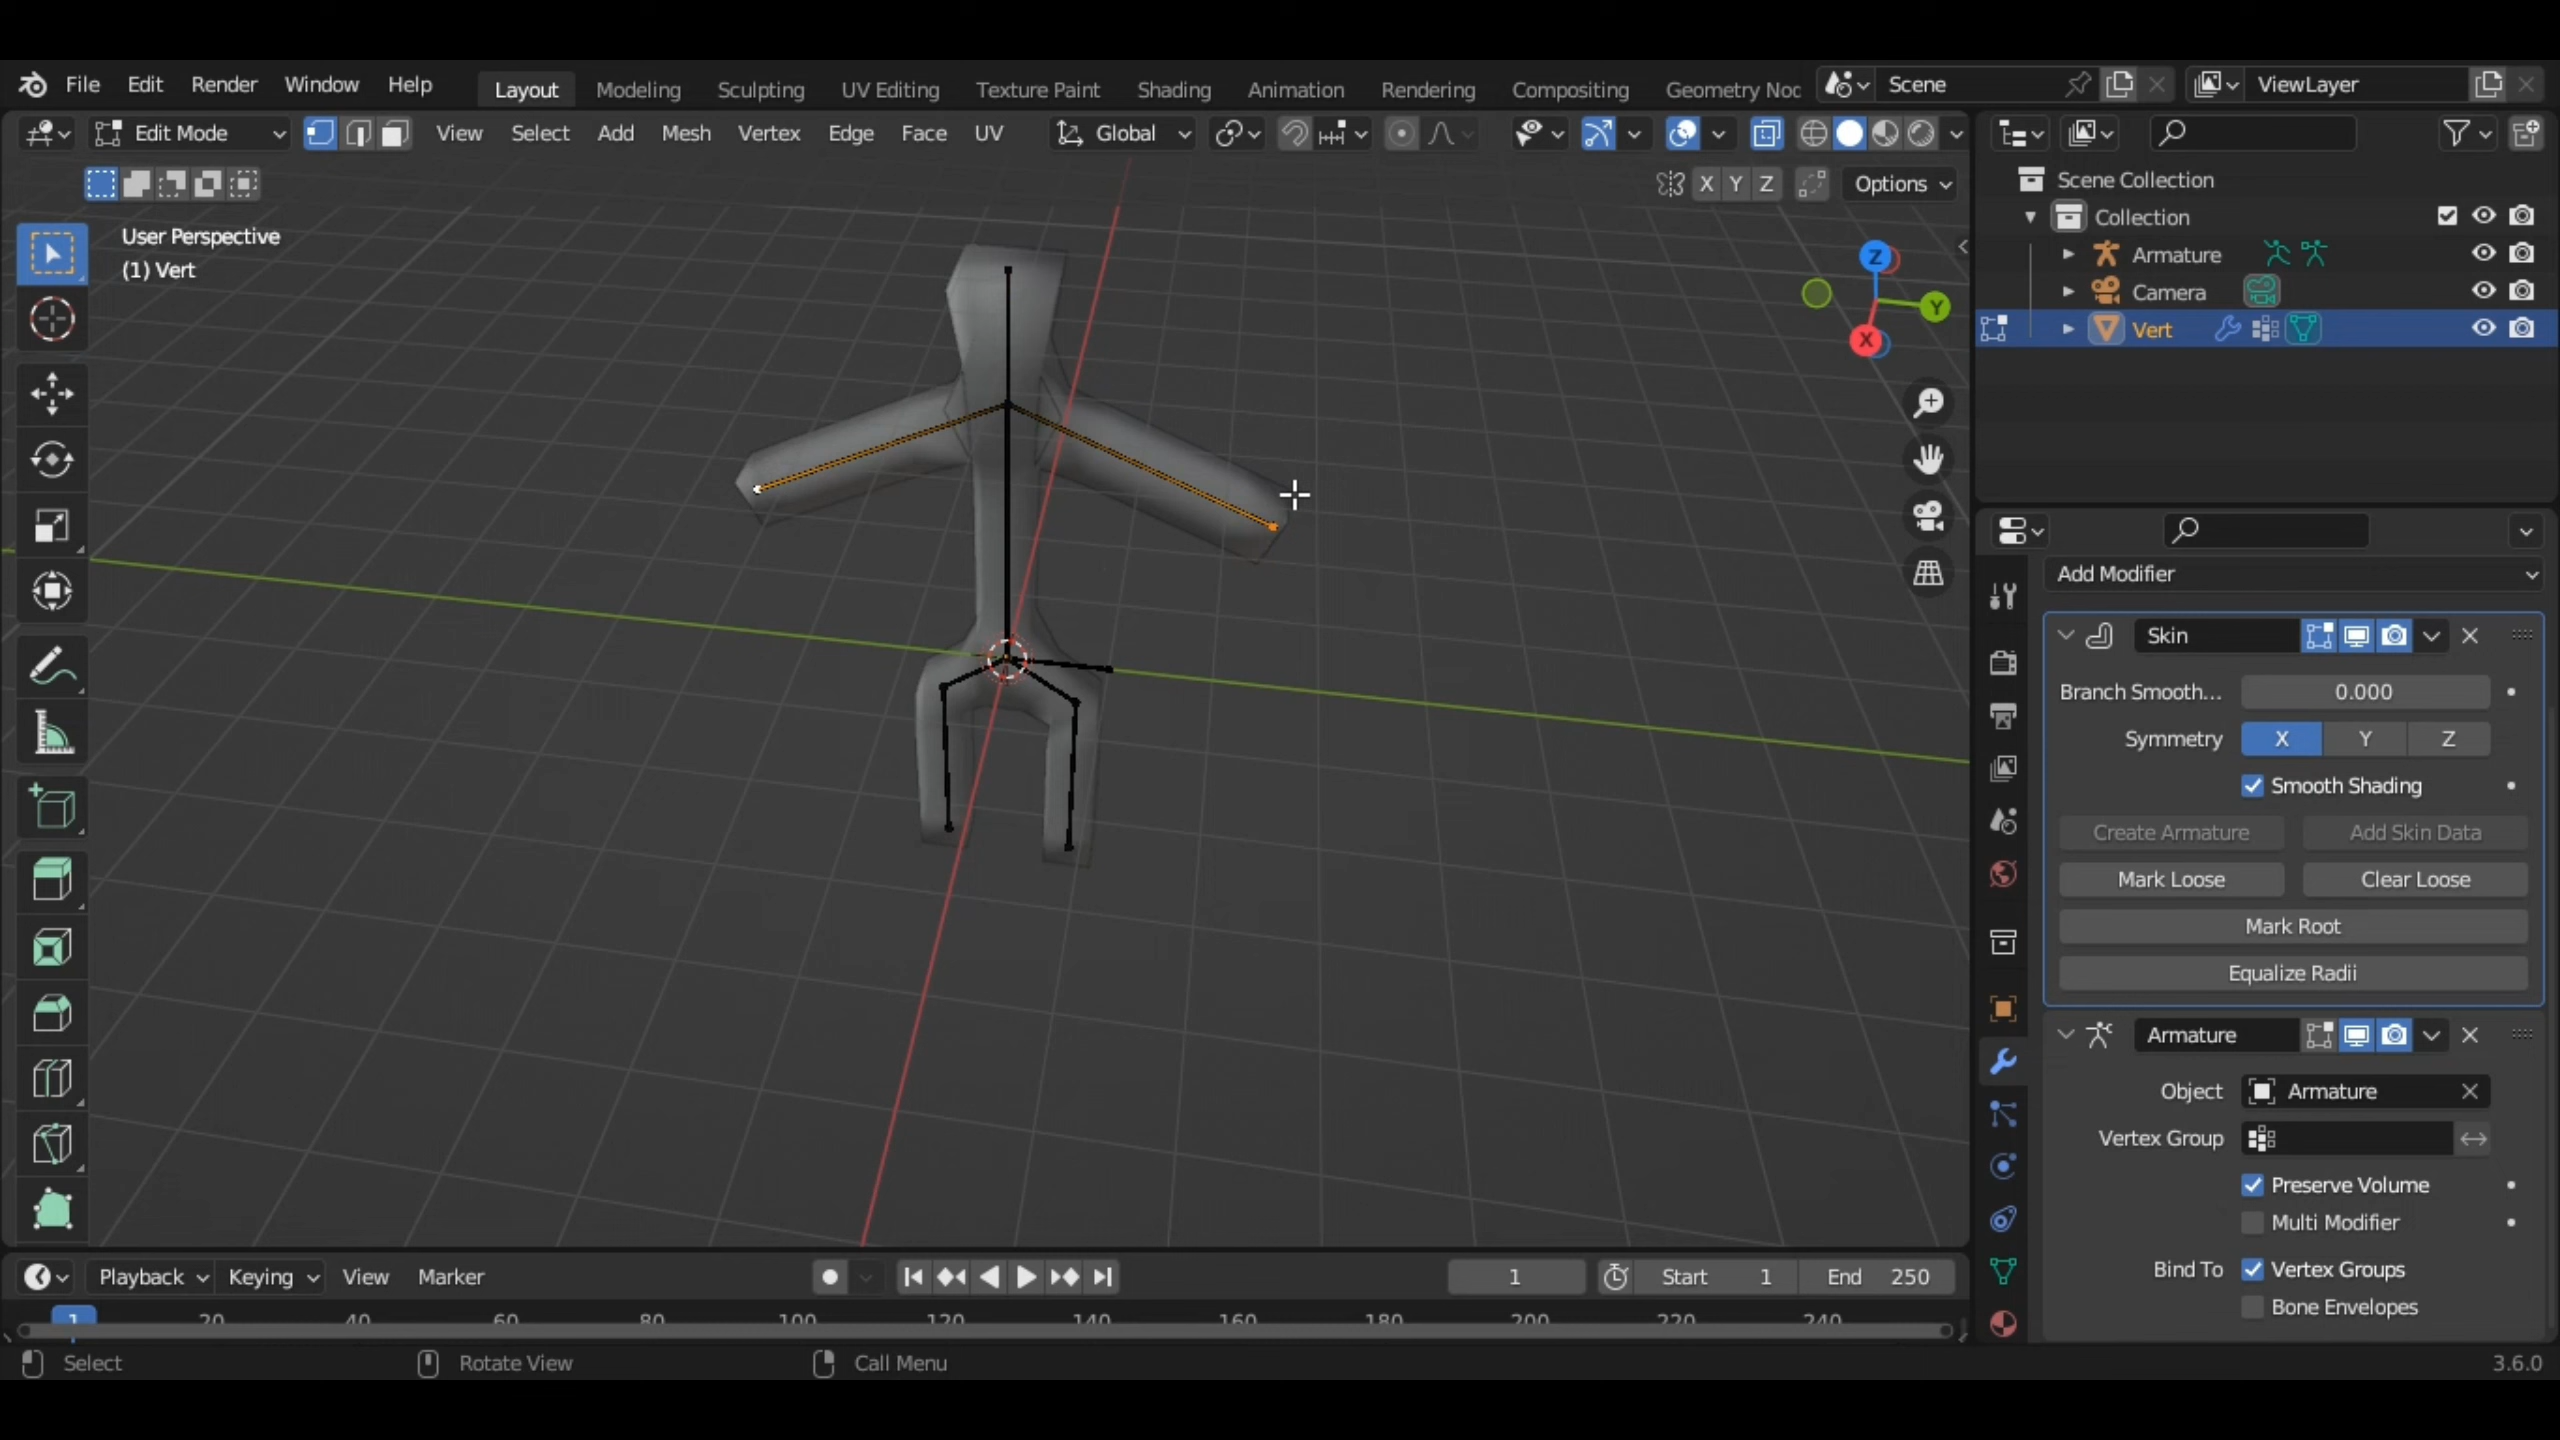 File Edit Render Window Help Layout Modeling Sculpting UV Editing Texture Paint Shading Animation Rendering Compositing Geometry Noc Scene ViewLayer
Edit Mode View Select Add Mesh Vertex Edge Face UV Global
X Y Z Options
User Perspective
(1) Vert
Z
Y
X
Scene Collection
Collection
Armature
Camera
Vert
Add Modifier
Skin
Branch Smooth... 0.000
Symmetry X Y Z
Smooth Shading
Create Armature Add Skin Data
Mark Loose Clear Loose
Mark Root
Equalize Radii
Armature
Object Armature
Vertex Group
Preserve Volume
Multi Modifier
Bind To Vertex Groups
Bone Envelopes
Playback Keying View Marker 1 Start 1 End 250
1 20 40 60 80 100 120 140 160 180 200 220 240
Select Rotate View Call Menu 3.6.0